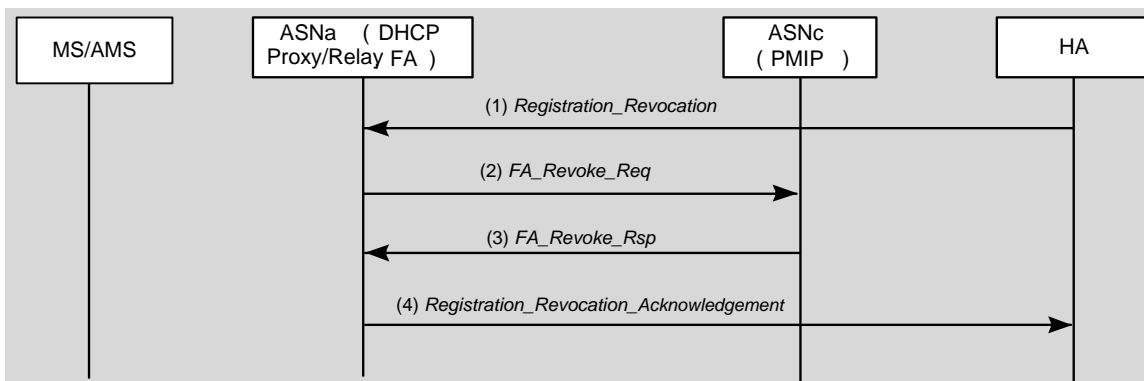 MS/AMS
ASNa ( DHCP
Proxy/Relay FA )
ASNc
( PMIP )
HA
(1) Registration_Revocation
(2) FA_Revoke_Req
(3) FA_Revoke_Rsp
(4) Registration_Revocation_Acknowledgement